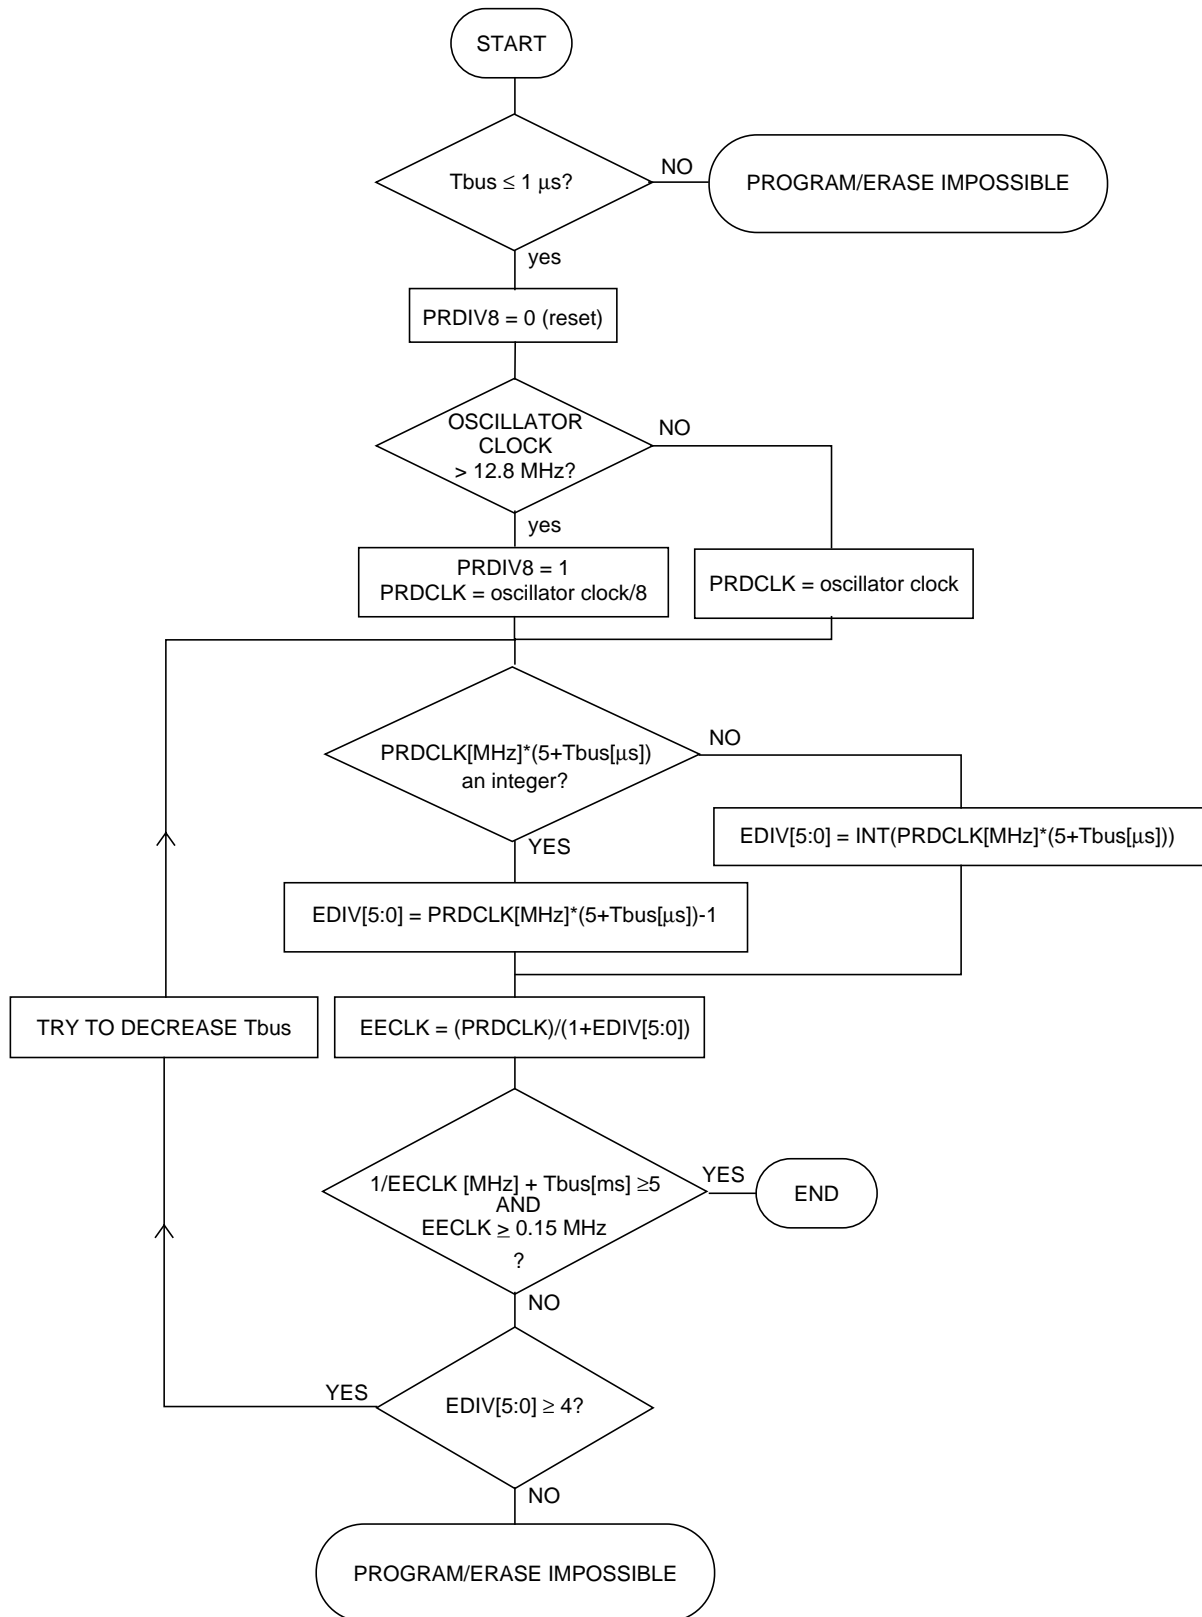 START
Tbus ≤ 1 μs?
NO
PROGRAM/ERASE IMPOSSIBLE
yes
PRDIV8 = 0 (reset)
OSCILLATOR
CLOCK
> 12.8 MHz?
NO
yes
PRDIV8 = 1
PRDCLK = oscillator clock/8
PRDCLK = oscillator clock
PRDCLK[MHz]*(5+Tbus[μs])
an integer?
NO
YES
EDIV[5:0] = INT(PRDCLK[MHz]*(5+Tbus[μs]))
EDIV[5:0] = PRDCLK[MHz]*(5+Tbus[μs])-1
TRY TO DECREASE Tbus
EECLK = (PRDCLK)/(1+EDIV[5:0])
1/EECLK [MHz] + Tbus[ms] ≥5
AND
EECLK ≥ 0.15 MHz
?
YES
END
NO
EDIV[5:0] ≥ 4?
YES
NO
PROGRAM/ERASE IMPOSSIBLE